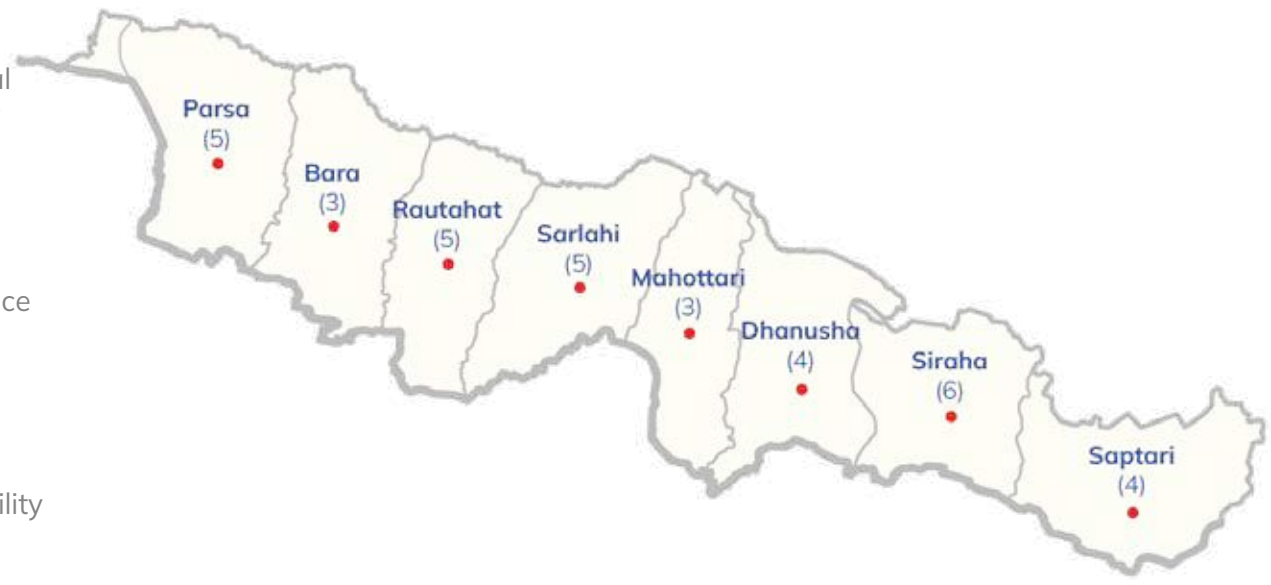 Parsa
(5)
Bara
(3)
Rautahat
(5)
Sarlahi
(5)
Mahottari
(3)
Dhanusha
(4)
Siraha
(6)
Saptari
(4)